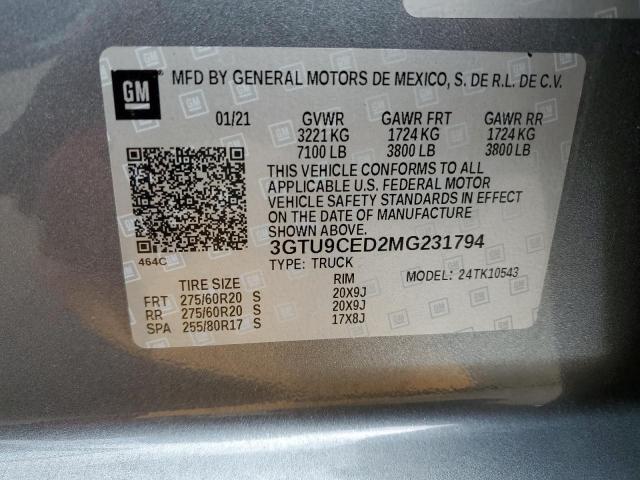 GM
MFD BY GENERAL MOTORS DE MEXICO, S. DE R.L. DE C.V.
01/21 GVWR GAWR FRT GAWR RR
3221 KG 1724 KG 1724 KG
7100 LB 3800 LB 3800 LB
THIS VEHICLE CONFORMS TO ALL
APPLICABLE U.S. FEDERAL MOTOR
VEHICLE SAFETY STANDARDS IN EFFECT
ON THE DATE OF MANUFACTURE
3GTU9CED2MG231794
464C
TYPE: TRUCK MODEL: 24TK10543
TIRE SIZE RIM
FRT 275/60R20 S 20X9J
RR 275/60R20 S 20X9J
SPA 255/80R17 S 17X8J